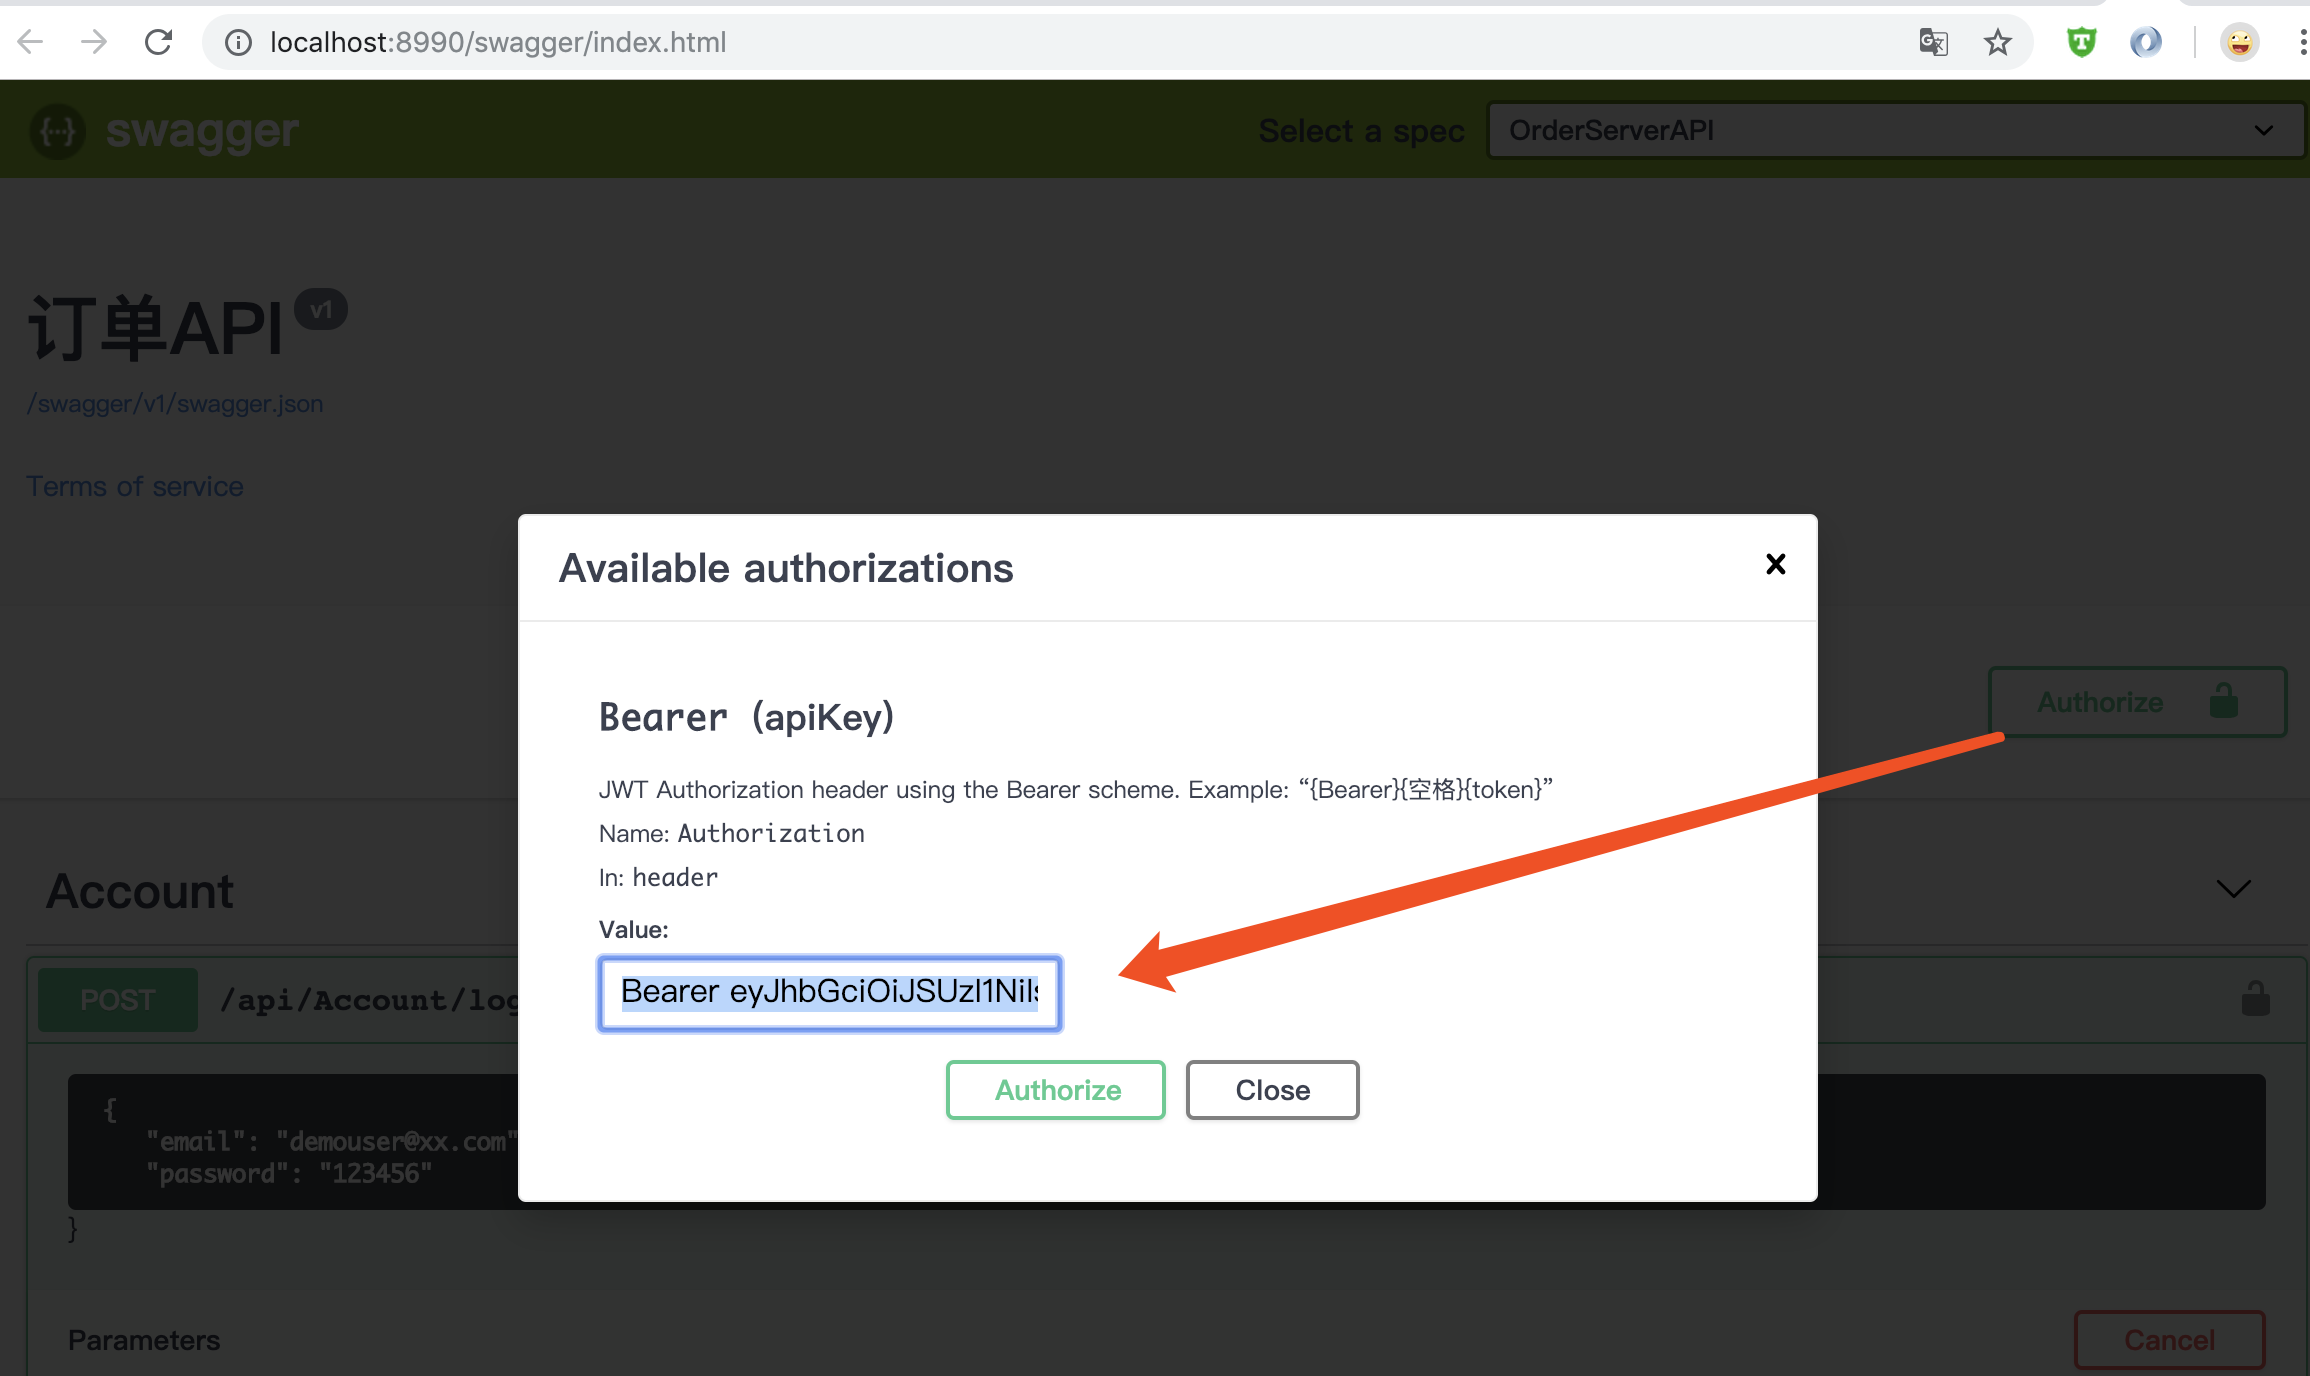 localhost:8990/swagger/index.html
swagger
Select a spec
OrderServerAPI
订单API v1
/swagger/v1/swagger.json
Terms of service
Available authorizations
Authorize
Bearer (apiKey)
JWT Authorization header using the Bearer scheme. Example: “{Bearer}{空格}{token}”
Name: Authorization
In: header
Value:
Bearer eyJhbGciOiJSUzI1NiIs
Authorize
Close
Account
POST
/api/Account/log
{
"email": "demouser@xx.com"
"password": "123456"
}
Parameters
Cancel